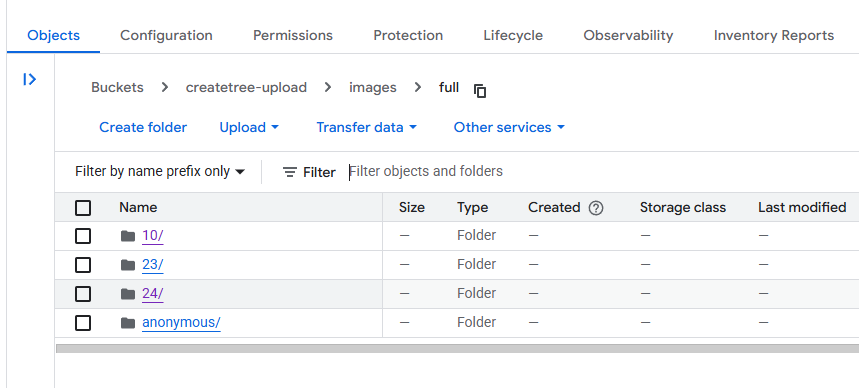 Objects Configuration Permissions Protection Lifecycle Observability Inventory Reports
Buckets > createtree-upload > images > full
Create folder Upload Transfer data Other services
Filter by name prefix only Filter Filter objects and folders
Name Size Type Created ? Storage class Last modified
10/ — Folder — — —
23/ — Folder — — —
24/ — Folder — — —
anonymous/ — Folder — — —